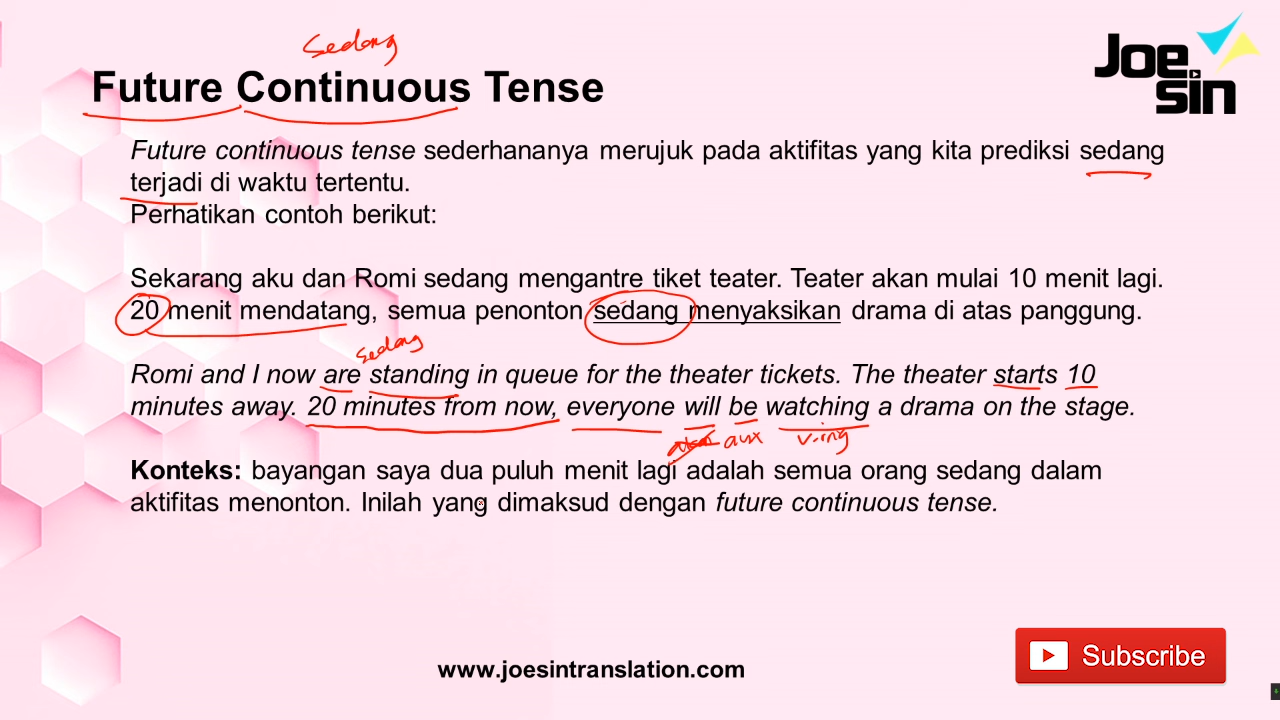 Sedang
Future Continuous Tense
Joe
sin
Future continuous tense sederhananya merujuk pada aktifitas yang kita prediksi sedang
terjadi di waktu tertentu.
Perhatikan contoh berikut:
Sekarang aku dan Romi sedang mengantre tiket teater. Teater akan mulai 10 menit lagi.
20 menit mendatang, semua penonton sedang menyaksikan drama di atas panggung.
sedang
Romi and I now are standing in queue for the theater tickets. The theater starts 10
minutes away. 20 minutes from now, everyone will be watching a drama on the stage.
aux V-ing
Konteks: bayangan saya dua puluh menit lagi adalah semua orang sedang dalam
aktifitas menonton. Inilah yang dimaksud dengan future continuous tense.
www.joesintranslation.com
Subscribe